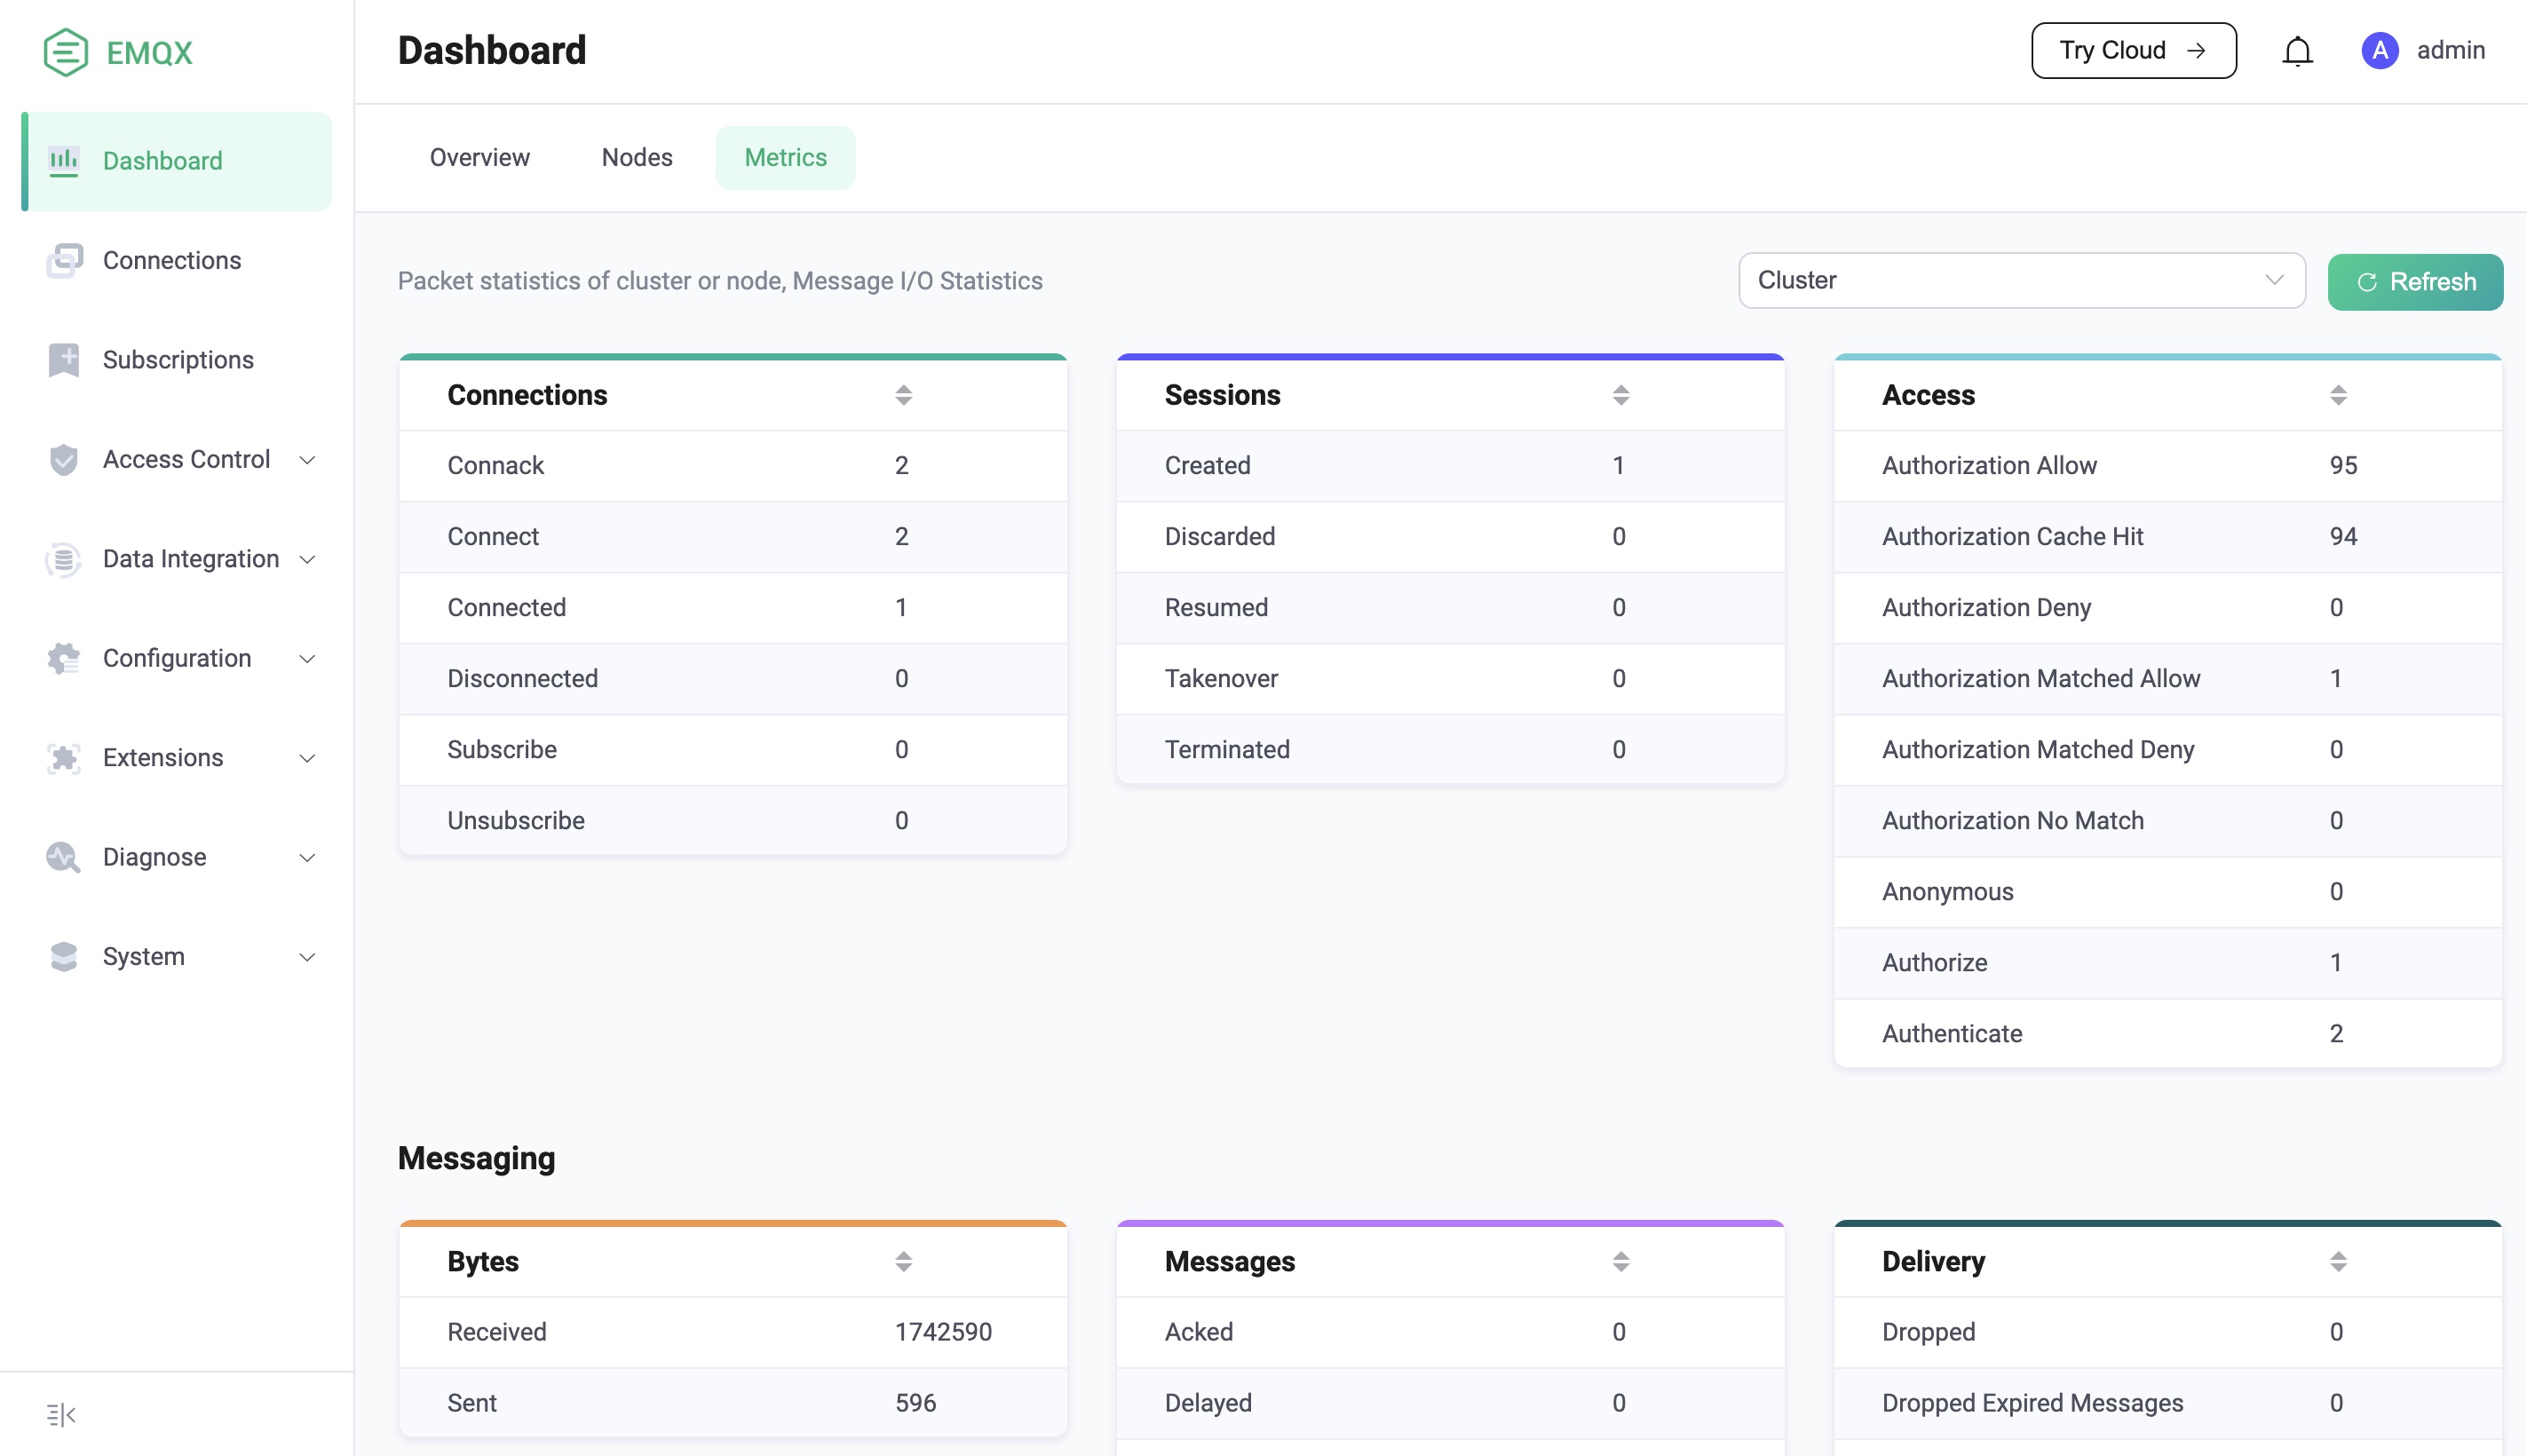 EMQX
Dashboard
Connections
Subscriptions
Access Control
Data Integration
Configuration
Extensions
Diagnose
System
Dashboard
Try Cloud →
A admin
Overview Nodes Metrics
Packet statistics of cluster or node, Message I/O Statistics
Cluster
Refresh
Connections
Connack 2
Connect 2
Connected 1
Disconnected 0
Subscribe 0
Unsubscribe 0
Sessions
Created 1
Discarded 0
Resumed 0
Takenover 0
Terminated 0
Access
Authorization Allow 95
Authorization Cache Hit 94
Authorization Deny 0
Authorization Matched Allow 1
Authorization Matched Deny 0
Authorization No Match 0
Anonymous 0
Authorize 1
Authenticate 2
Messaging
Bytes
Received 1742590
Sent 596
Messages
Acked 0
Delayed 0
Delivery
Dropped 0
Dropped Expired Messages 0